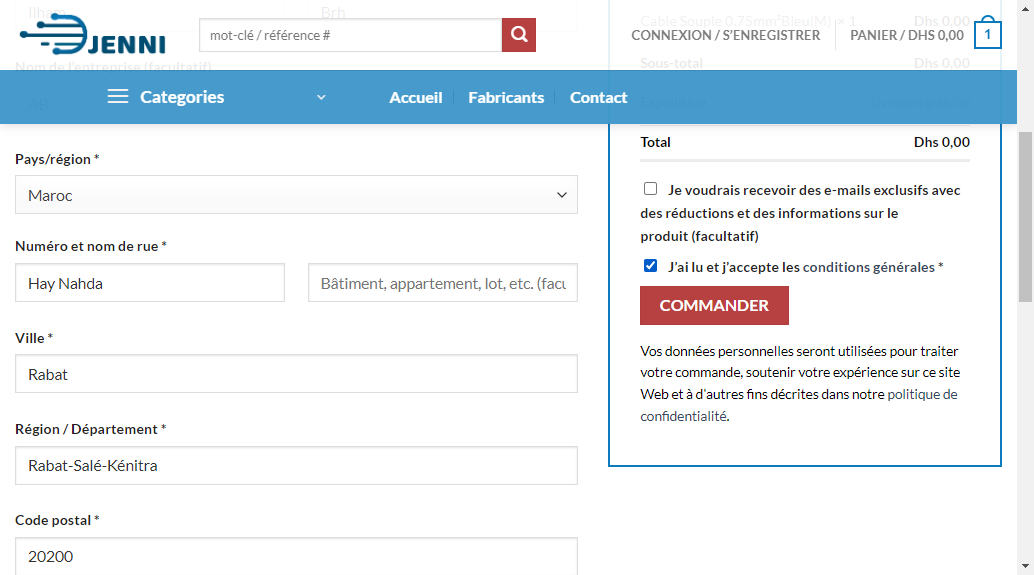 Ilham
Brh
Cable Souple 0.75mm²Bleu(M) × 1
Dhs 0,00
DJENNI
mot-clé / référence #
CONNEXION / S'ENREGISTRER
PANIER / DHS 0,00
1
Nom de l'entreprise (facultatif)
Sous-total
Dhs 0,00
Categories
Accueil
Fabricants
Contact
Total
Dhs 0,00
Pays/région *
Maroc
Je voudrais recevoir des e-mails exclusifs avec
des réductions et des informations sur le
produit (facultatif)
Numéro et nom de rue *
Hay Nahda
Bâtiment, appartement, lot, etc. (facu
J'ai lu et j'accepte les conditions générales *
COMMANDER
Ville *
Rabat
Vos données personnelles seront utilisées pour traiter
votre commande, soutenir votre expérience sur ce site
Web et à d'autres fins décrites dans notre politique de
confidentialité.
Région / Département *
Rabat-Salé-Kénitra
Code postal *
20200